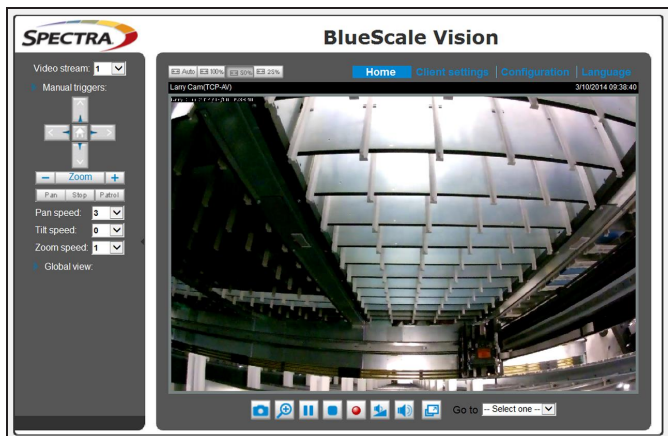 SPECTRA
BlueScale Vision
Video stream: 1
Manual triggers:
Zoom
Pan Stop Patrol
Pan speed: 3
Tilt speed: 0
Zoom speed: 1
Global view:
Auto 100% 50% 25%
Home Client settings Configuration Language
Larry Cam(TCP-AV) 3/10/2014 09:38:40
Go to -- Select one --